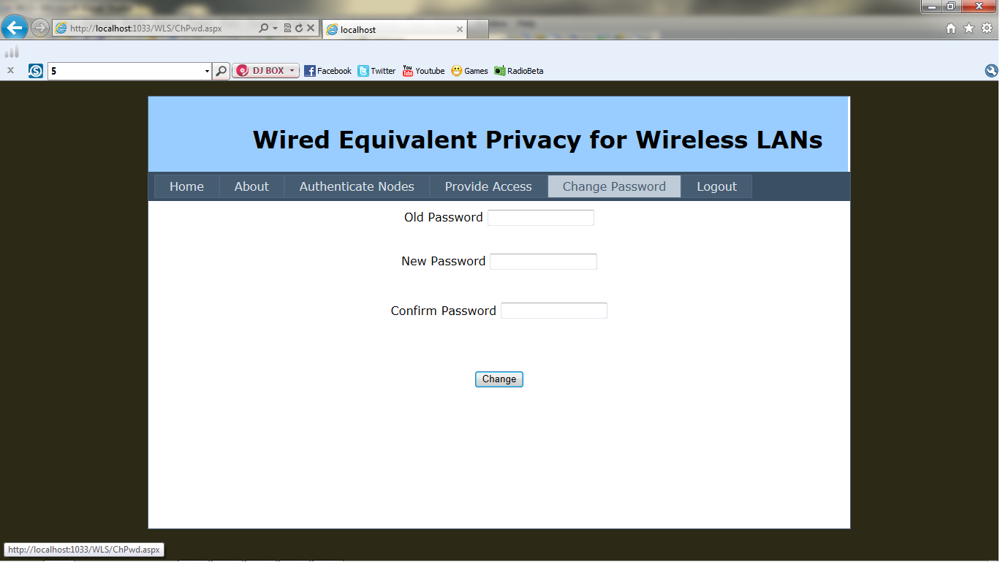 http://localhost:1033/WLS/ChPwd.aspx
localhost
5
DJ BOX Facebook Twitter Youtube Games RadioBeta
Wired Equivalent Privacy for Wireless LANs
Home About Authenticate Nodes Provide Access Change Password Logout
Old Password
New Password
Confirm Password
Change
http://localhost:1033/WLS/ChPwd.aspx